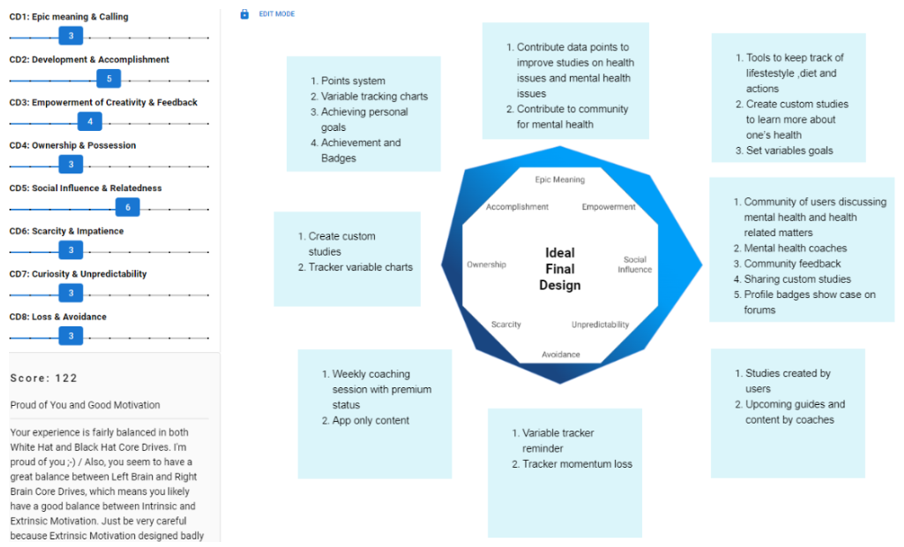 CD1: Epic meaning & Calling
3
CD2: Development & Accomplishment
5
CD3: Empowerment of Creativity & Feedback
4
CD4: Ownership & Possession
3
CD5: Social Influence & Relatedness
6
CD6: Scarcity & Impatience
3
CD7: Curiosity & Unpredictability
3
CD8: Loss & Avoidance
3
Score: 122
Proud of You and Good Motivation
Your experience is fairly balanced in both
White Hat and Black Hat Core Drives. I'm
proud of you ;-) / Also, you seem to have a
great balance between Left Brain and Right
Brain Core Drives, which means you likely
have a good balance between Intrinsic and
Extrinsic Motivation. Just be very careful
because Extrinsic Motivation designed badly
EDIT MODE
1. Points system
2. Variable tracking charts
3. Achieving personal
goals
4. Achievement and
Badges
1. Contribute data points to
improve studies on health
issues and mental health
issues
2. Contribute to community
for mental health
1. Tools to keep track of
lifestestyle ,diet and
actions
2. Create custom studies
to learn more about
one's health
3. Set variables goals
1. Create custom
studies
2. Tracker variable charts
Epic Meaning
Accomplishment
Empowerment
Ownership
Ideal
Final
Design
Social
Influence
Scarcity
Unpredictability
Avoidance
1. Community of users discussing
mental health and health
related matters
2. Mental health coaches
3. Community feedback
4. Sharing custom studies
5. Profile badges show case on
forums
1. Weekly coaching
session with premium
status
2. App only content
1. Variable tracker
reminder
2. Tracker momentum loss
1. Studies created by
users
2. Upcoming guides and
content by coaches